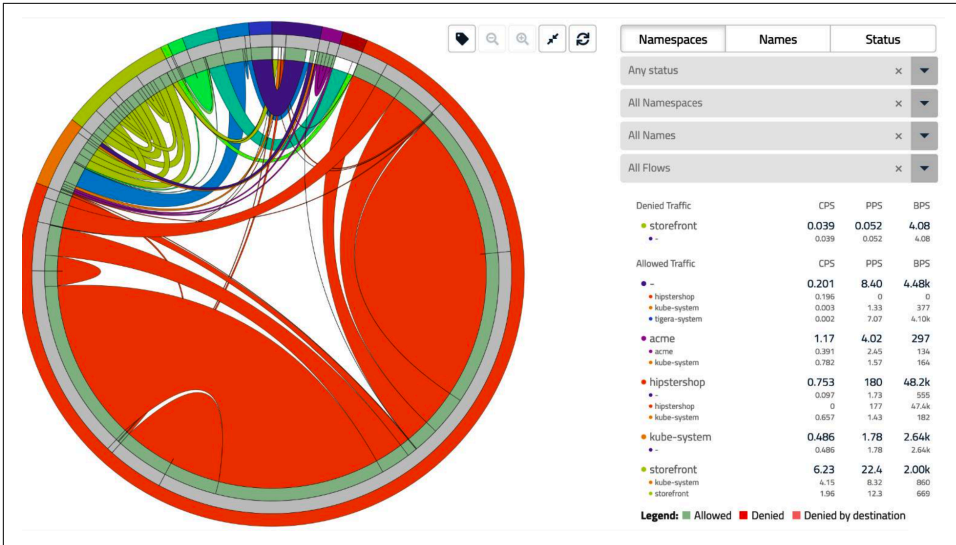 Namespaces Names Status
Any status
All Namespaces
All Names
All Flows
Denied Traffic CPS PPS BPS
storefront 0.039 0.052 4.08
- 0.039 0.052 4.08
Allowed Traffic CPS PPS BPS
- 0.201 8.40 4.48k
hipstershop 0.196 0 0
kube-system 0.003 1.33 377
tigera-system 0.002 7.07 4.10k
acme 1.17 4.02 297
acme 0.391 2.45 134
kube-system 0.782 1.57 164
hipstershop 0.753 180 48.2k
- 0.097 1.73 555
hipstershop 0 177 47.4k
kube-system 0.657 1.43 182
kube-system 0.486 1.78 2.64k
- 0.486 1.78 2.64k
storefront 6.23 22.4 2.00k
kube-system 4.15 8.32 860
storefront 1.96 12.3 669
Legend: Allowed Denied Denied by destination